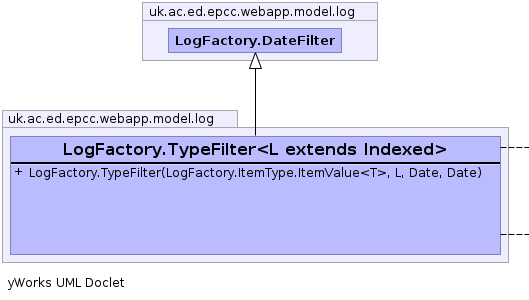 uk.ac.ed.epcc.webapp.model.log
LogFactory.DateFilter
uk.ac.ed.epcc.webapp.model.log
LogFactory.TypeFilter<L extends Indexed>
+ LogFactory.TypeFilter(LogFactory.ItemType.ItemValue<T>, L, Date, Date)
yWorks UML Doclet